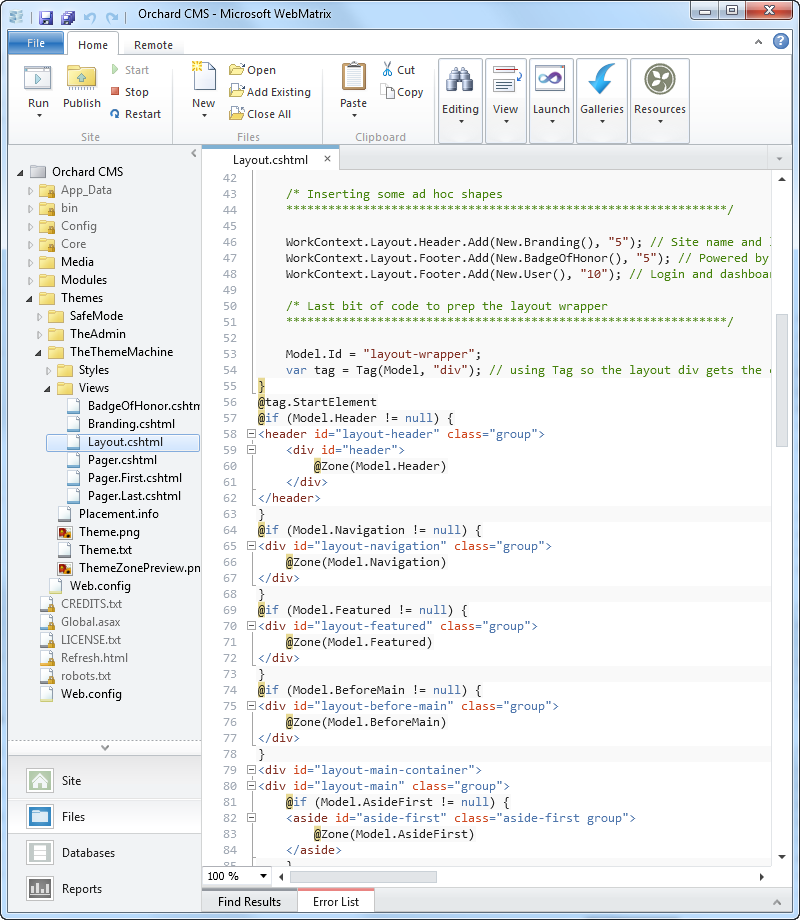 Orchard CMS - Microsoft WebMatrix
File
Home
Remote
Run
Publish
Start
Stop
Restart
Site
New
Open
Add Existing
Close All
Files
Paste
Cut
Copy
Clipboard
Editing
View
Launch
Galleries
Resources
Orchard CMS
App_Data
bin
Config
Core
Media
Modules
Themes
SafeMode
TheAdmin
TheThemeMachine
Styles
Views
BadgeOfHonor.cshtm
Branding.cshtml
Layout.cshtml
Pager.cshtml
Pager.First.cshtml
Pager.Last.cshtml
Placement.info
Theme.png
Theme.txt
ThemeZonePreview.pn
Web.config
CREDITS.txt
Global.asax
LICENSE.txt
Refresh.html
robots.txt
Web.config
Site
Files
Databases
Reports
Layout.cshtml ×
42
43 /* Inserting some ad hoc shapes
44 ***************************************************************/
45
46 WorkContext.Layout.Header.Add(New.Branding(), "5"); // Site name and
47 WorkContext.Layout.Footer.Add(New.BadgeOfHonor(), "5"); // Powered by
48 WorkContext.Layout.Footer.Add(New.User(), "10"); // Login and dashboa
49
50 /* Last bit of code to prep the layout wrapper
51 ***************************************************************/
52
53 Model.Id = "layout-wrapper";
54 var tag = Tag(Model, "div"); // using Tag so the layout div gets the
55 }
56 @tag.StartElement
57 @if (Model.Header != null) {
58 <header id="layout-header" class="group">
59 <div id="header">
60 @Zone(Model.Header)
61 </div>
62 </header>
63 }
64 @if (Model.Navigation != null) {
65 <div id="layout-navigation" class="group">
66 @Zone(Model.Navigation)
67 </div>
68 }
69 @if (Model.Featured != null) {
70 <div id="layout-featured" class="group">
71 @Zone(Model.Featured)
72 </div>
73 }
74 @if (Model.BeforeMain != null) {
75 <div id="layout-before-main" class="group">
76 @Zone(Model.BeforeMain)
77 </div>
78 }
79 <div id="layout-main-container">
80 <div id="layout-main" class="group">
81 @if (Model.AsideFirst != null) {
82 <aside id="aside-first" class="aside-first group">
83 @Zone(Model.AsideFirst)
84 </aside>
85 }
100 %
Find Results
Error List